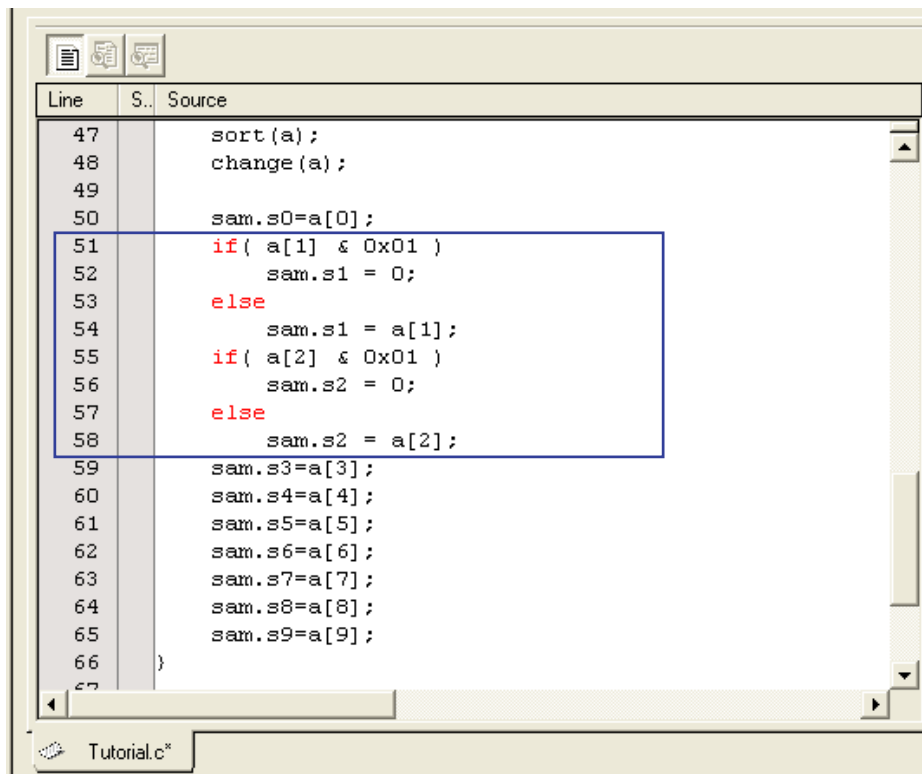 Line S.. Source
47 sort(a);
48 change(a);
49
50 sam.s0=a[0];
51 if( a[1] & 0x01 )
52 sam.s1 = 0;
53 else
54 sam.s1 = a[1];
55 if( a[2] & 0x01 )
56 sam.s2 = 0;
57 else
58 sam.s2 = a[2];
59 sam.s3=a[3];
60 sam.s4=a[4];
61 sam.s5=a[5];
62 sam.s6=a[6];
63 sam.s7=a[7];
64 sam.s8=a[8];
65 sam.s9=a[9];
66 }
67
Tutorial.c*